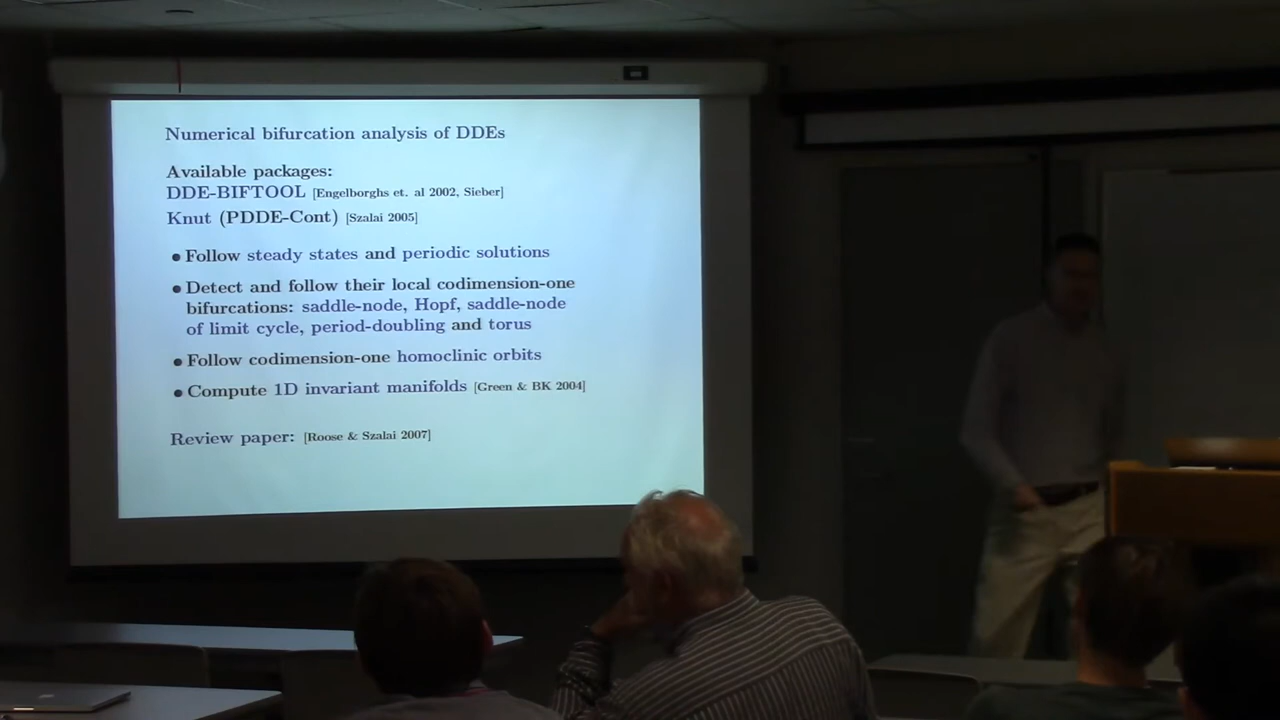 Numerical bifurcation analysis of DDEs
Available packages:
DDE-BIFTOOL [Engelborghs et. al 2002, Sieber]
Knut (PDDE-Cont) [Szalai 2005]
• Follow steady states and periodic solutions
• Detect and follow their local codimension-one
bifurcations: saddle-node, Hopf, saddle-node
of limit cycle, period-doubling and torus
• Follow codimension-one homoclinic orbits
• Compute 1D invariant manifolds [Green & BK 2004]
Review paper: [Roose & Szalai 2007]